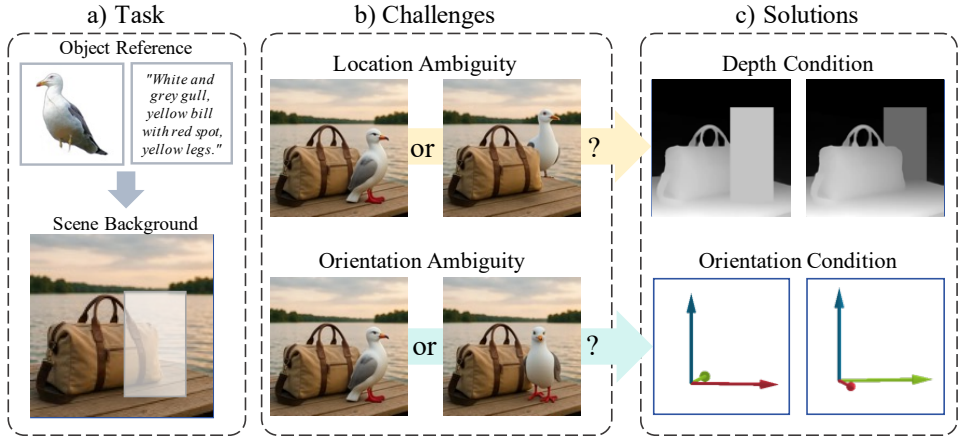 a) Task
Object Reference
"White and
grey gull,
yellow bill
with red spot,
yellow legs."
Scene Background
b) Challenges
Location Ambiguity
or
?
Orientation Ambiguity
or
?
c) Solutions
Depth Condition
Orientation Condition